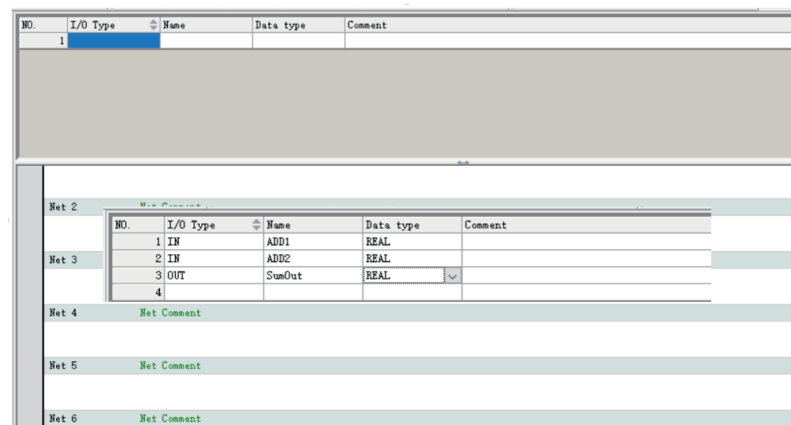 NO. I/O Type Name Data type Comment
1
Net 2
NO. I/O Type Name Data type Comment
1 IN ADD1 REAL
Net 3
2 IN ADD2 REAL
3 OUT SumOut REAL
4
Net 4 Net Comment
Net 5 Net Comment
Net 6 Net Comment